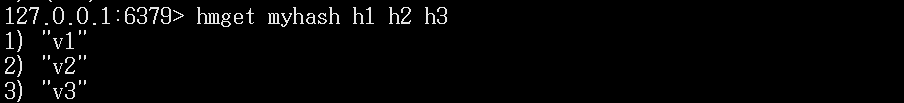 127.0.0.1:6379> hmget myhash h1 h2 h3
1) "v1"
2) "v2"
3) "v3"